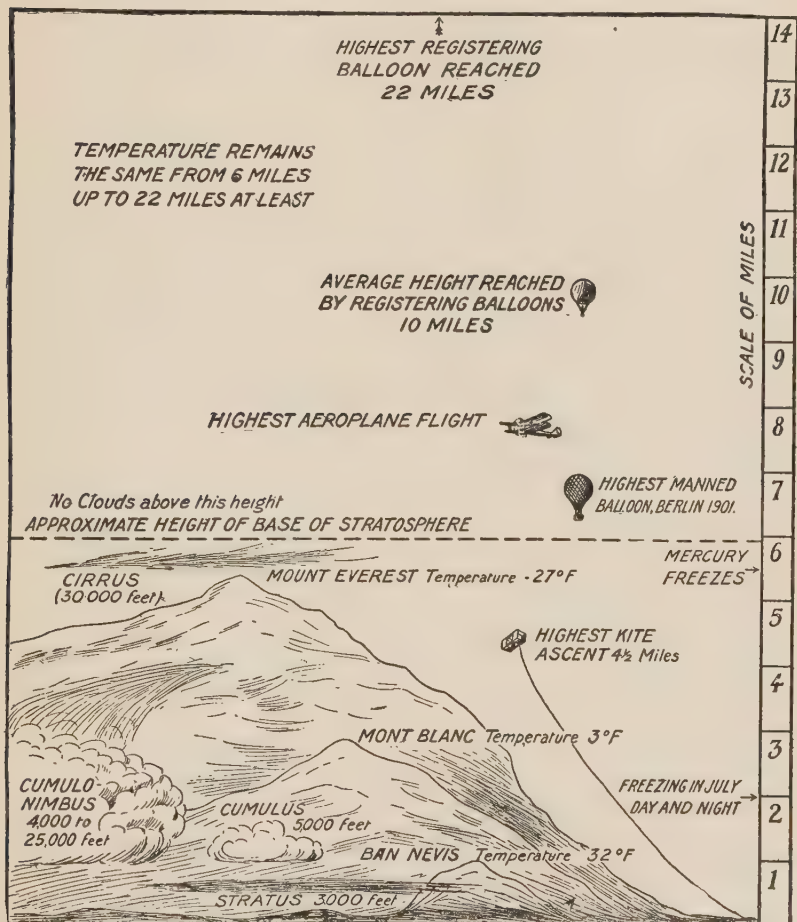 HIGHEST REGISTERING
BALLOON REACHED
22 MILES
TEMPERATURE REMAINS
THE SAME FROM 6 MILES
UP TO 22 MILES AT LEAST
AVERAGE HEIGHT REACHED
BY REGISTERING BALLOONS
10 MILES
HIGHEST AEROPLANE FLIGHT
HIGHEST MANNED
BALLOON, BERLIN 1901.
No Clouds above this height
APPROXIMATE HEIGHT OF BASE OF STRATOSPHERE
CIRRUS
(30.000 feet)
MOUNT EVEREST Temperature -27°F
MERCURY
FREEZES
HIGHEST KITE
ASCENT 4½ Miles
MONT BLANC Temperature 3°F
CUMULO
NIMBUS
4,000 to
25,000 feet
CUMULUS
5,000 feet
FREEZING IN JULY
DAY AND NIGHT
BAN NEVIS Temperature 32°F
STRATUS 3000 feet
SCALE OF MILES
14
13
12
11
10
9
8
7
6
5
4
3
2
1